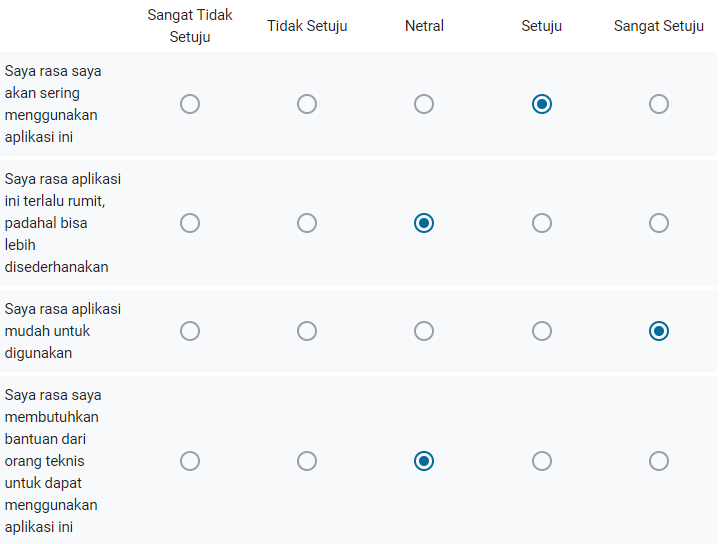 Sangat Tidak
Setuju
Tidak Setuju
Netral
Setuju
Sangat Setuju
Saya rasa saya
akan sering
menggunakan
aplikasi ini
Saya rasa aplikasi
ini terlalu rumit,
padahal bisa
lebih
disederhanakan
Saya rasa aplikasi
mudah untuk
digunakan
Saya rasa saya
membutuhkan
bantuan dari
orang teknis
untuk dapat
menggunakan
aplikasi ini